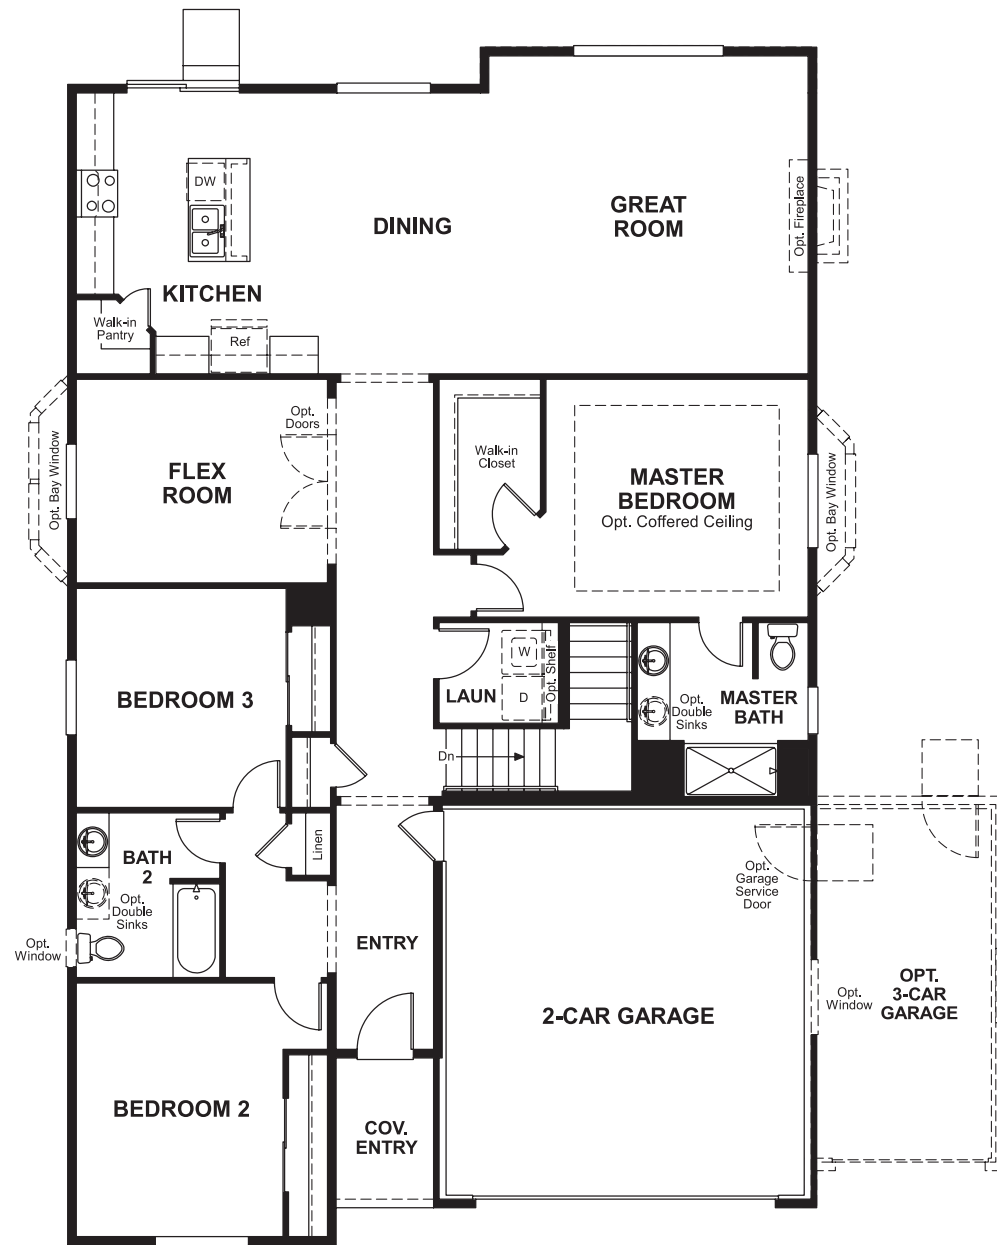 DW
DINING
GREAT
ROOM
Opt. Fireplace
KITCHEN
Walk-in
Pantry
Ref
Opt.
Doors
FLEX
ROOM
Opt. Bay Window
Walk-in
Closet
MASTER
BEDROOM
Opt. Coffered Ceiling
Opt. Bay Window
BEDROOM 3
LAUN
W
D
Opt. Shelf
Opt.
Double
Sinks
MASTER
BATH
Dn
Linen
BATH
2
Opt.
Double
Sinks
Opt.
Window
ENTRY
Opt.
Garage
Service
Door
2-CAR GARAGE
Opt.
Window
OPT.
3-CAR
GARAGE
BEDROOM 2
COV.
ENTRY